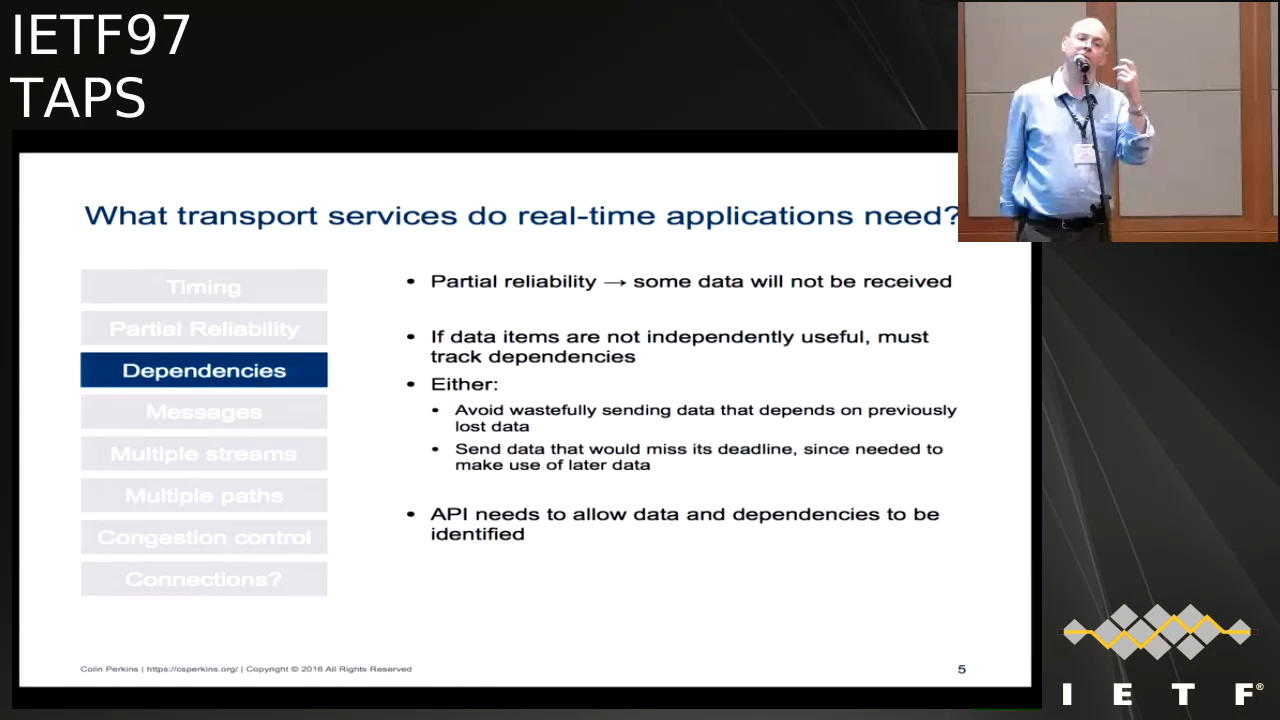 IETF97
TAPS
What transport services do real-time applications need?
Timing
Partial Reliability
Dependencies
Messages
Multiple streams
Multiple paths
Congestion control
Connections?
• Partial reliability → some data will not be received
• If data items are not independently useful, must
track dependencies
• Either:
• Avoid wastefully sending data that depends on previously
lost data
• Send data that would miss its deadline, since needed to
make use of later data
• API needs to allow data and dependencies to be
identified
Colin Perkins | https://csperkins.org/ | Copyright © 2016 All Rights Reserved
5
I E T F®